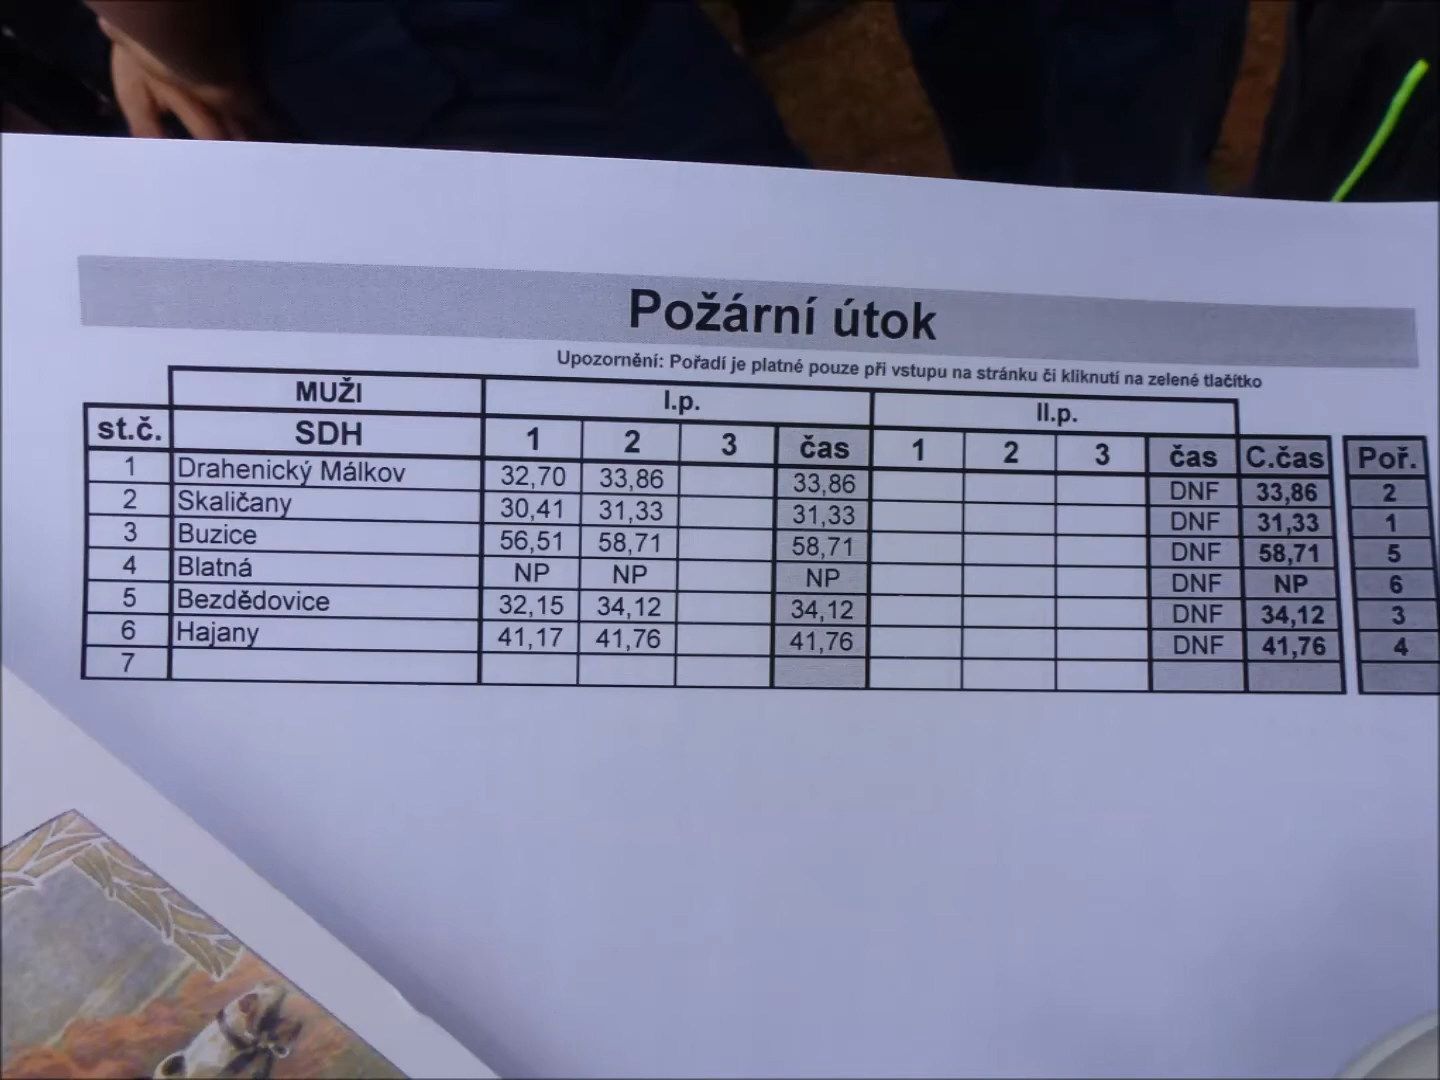 Požární útok
Upozornění: Pořadí je platné pouze při vstupu na stránku či kliknutí na zelené tlačítko
MUŽI I.p. II.p.
st.č. SDH 1 2 3 čas 1 2 3 čas C.čas Poř.
1 Drahenický Málkov 32,70 33,86 33,86 DNF 33,86 2
2 Skaličany 30,41 31,33 31,33 DNF 31,33 1
3 Buzice 56,51 58,71 58,71 DNF 58,71 5
4 Blatná NP NP NP DNF NP 6
5 Bezdědovice 32,15 34,12 34,12 DNF 34,12 3
6 Hajany 41,17 41,76 41,76 DNF 41,76 4
7